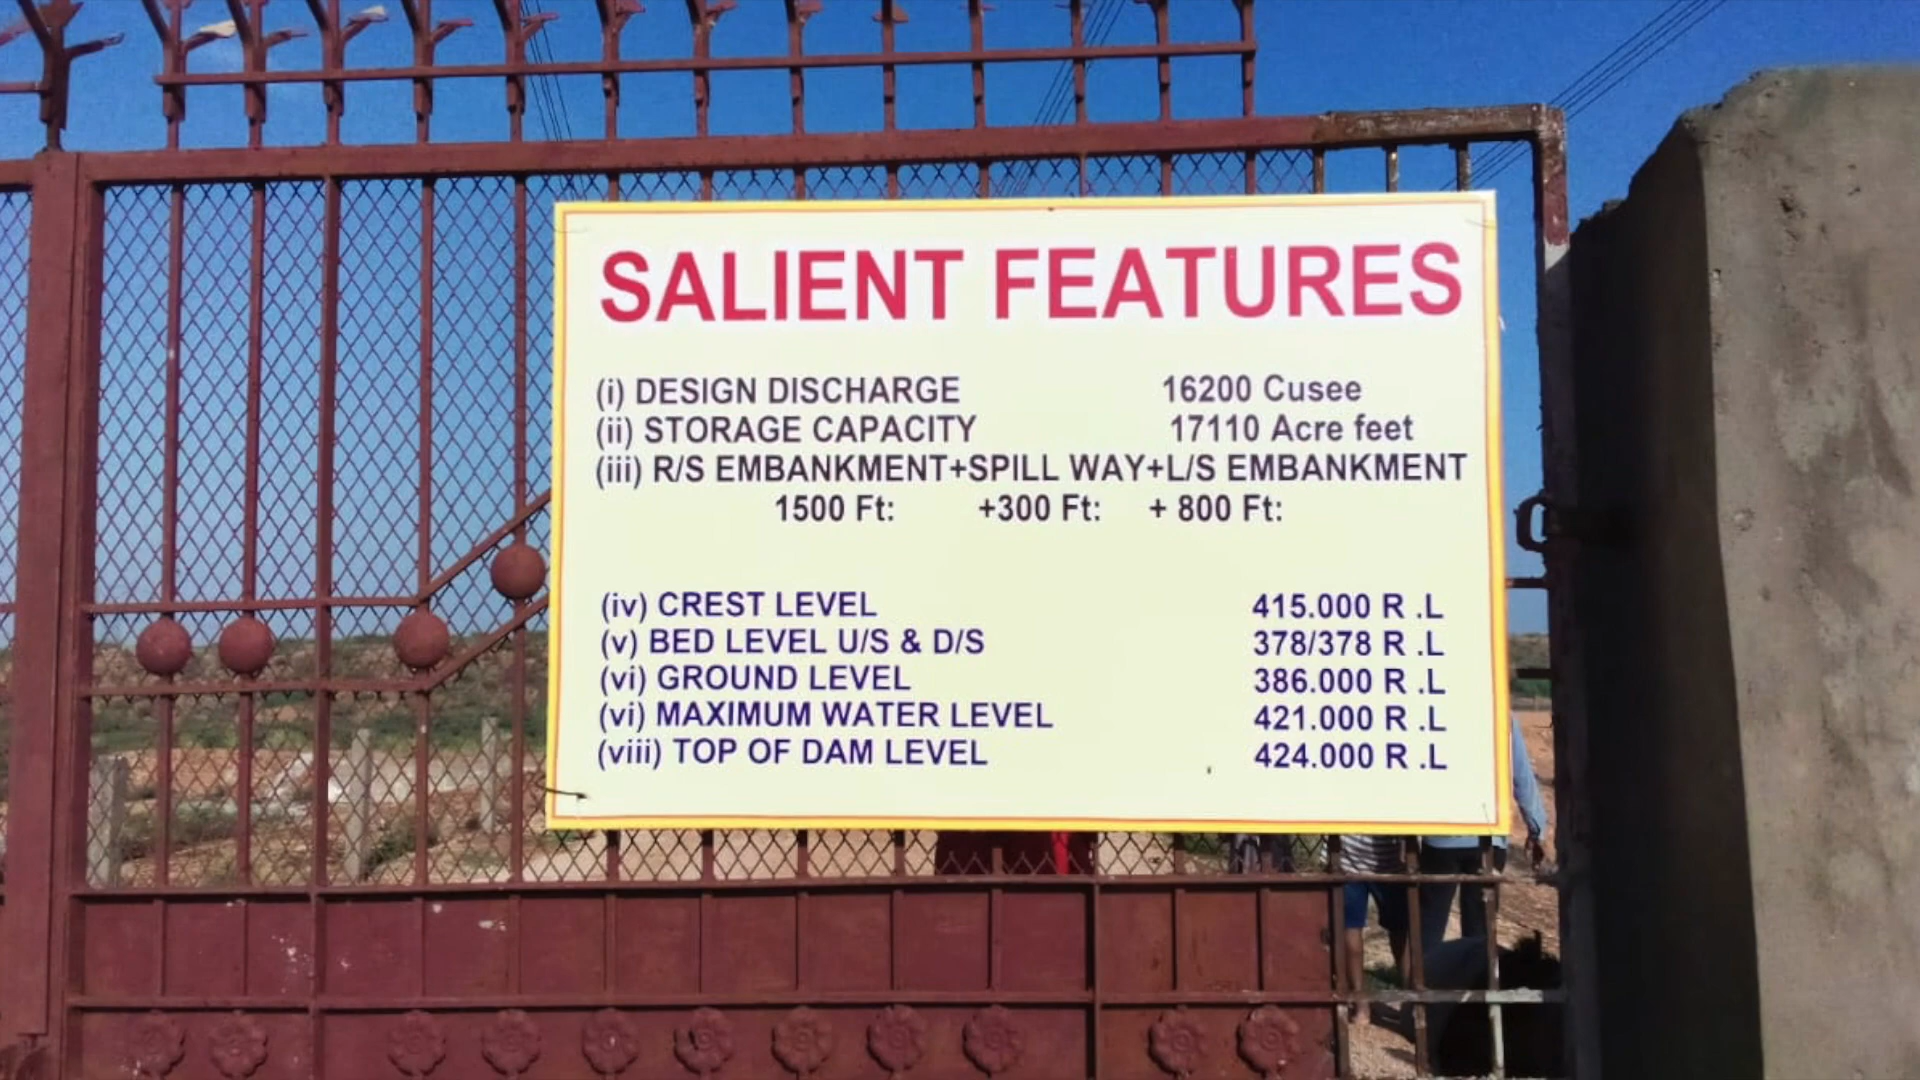 SALIENT FEATURES
(i) DESIGN DISCHARGE 16200 Cusee
(ii) STORAGE CAPACITY 17110 Acre feet
(iii) R/S EMBANKMENT+SPILL WAY+L/S EMBANKMENT
1500 Ft: +300 Ft: + 800 Ft:
(iv) CREST LEVEL 415.000 R .L
(v) BED LEVEL U/S & D/S 378/378 R .L
(vi) GROUND LEVEL 386.000 R .L
(vi) MAXIMUM WATER LEVEL 421.000 R .L
(viii) TOP OF DAM LEVEL 424.000 R .L